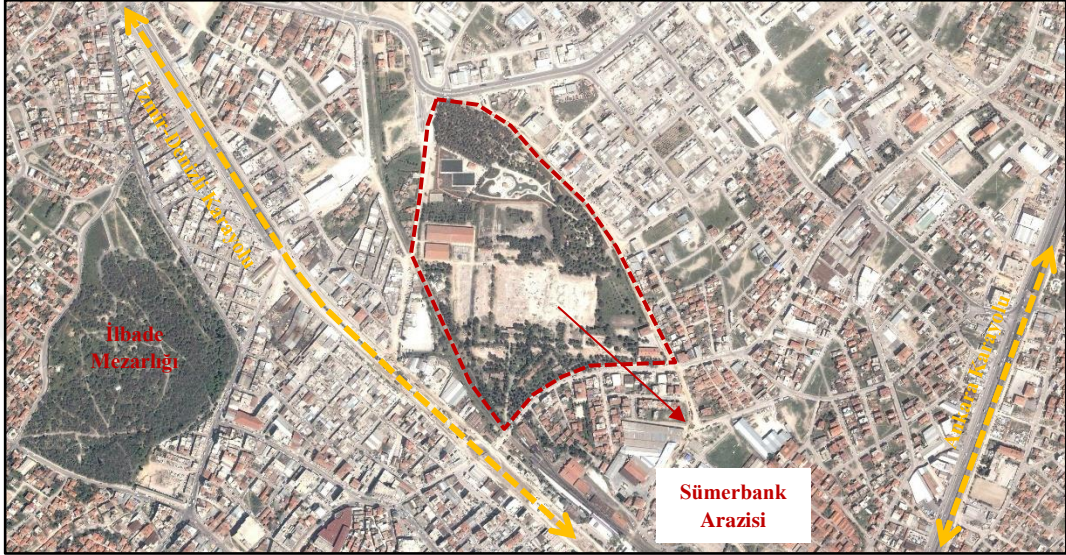 İzmir-Denizli Karayolu
İlbade
Mezarlığı
Ankara Karayolu
Sümerbank
Arazisi